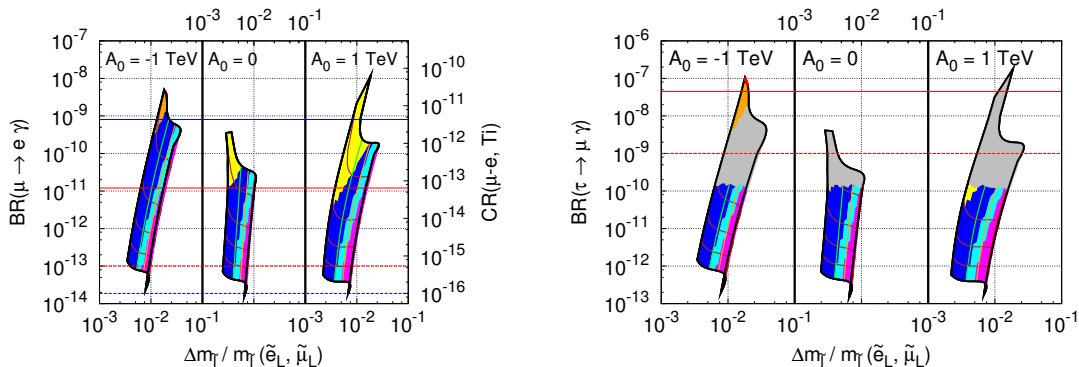 10⁻³ 10⁻² 10⁻¹
A₀ = -1 TeV A₀ = 0 A₀ = 1 TeV
BR(μ → e γ)
10⁻⁷
10⁻⁸
10⁻⁹
10⁻¹⁰
10⁻¹¹
10⁻¹²
10⁻¹³
10⁻¹⁴
CR(μ-e, Ti)
10⁻¹⁰
10⁻¹¹
10⁻¹²
10⁻¹³
10⁻¹⁴
10⁻¹⁵
10⁻¹⁶
10⁻³ 10⁻² 10⁻¹ 10⁻² 10⁻³ 10⁻² 10⁻¹
Δm_l̃ / m_l̃ (ẽ_L, μ̃_L)
10⁻³ 10⁻² 10⁻¹
A₀ = -1 TeV A₀ = 0 A₀ = 1 TeV
BR(τ → μ γ)
10⁻⁶
10⁻⁷
10⁻⁸
10⁻⁹
10⁻¹⁰
10⁻¹¹
10⁻¹²
10⁻¹³
10⁻³ 10⁻² 10⁻¹ 10⁻² 10⁻³ 10⁻² 10⁻¹
Δm_l̃ / m_l̃ (ẽ_L, μ̃_L)